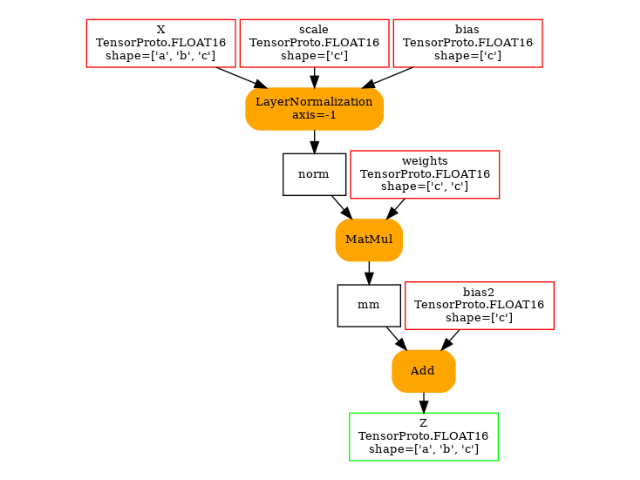 X
TensorProto.FLOAT16
shape=['a', 'b', 'c']
scale
TensorProto.FLOAT16
shape=['c']
bias
TensorProto.FLOAT16
shape=['c']
LayerNormalization
axis=-1
norm
weights
TensorProto.FLOAT16
shape=['c', 'c']
MatMul
mm
bias2
TensorProto.FLOAT16
shape=['c']
Add
Z
TensorProto.FLOAT16
shape=['a', 'b', 'c']